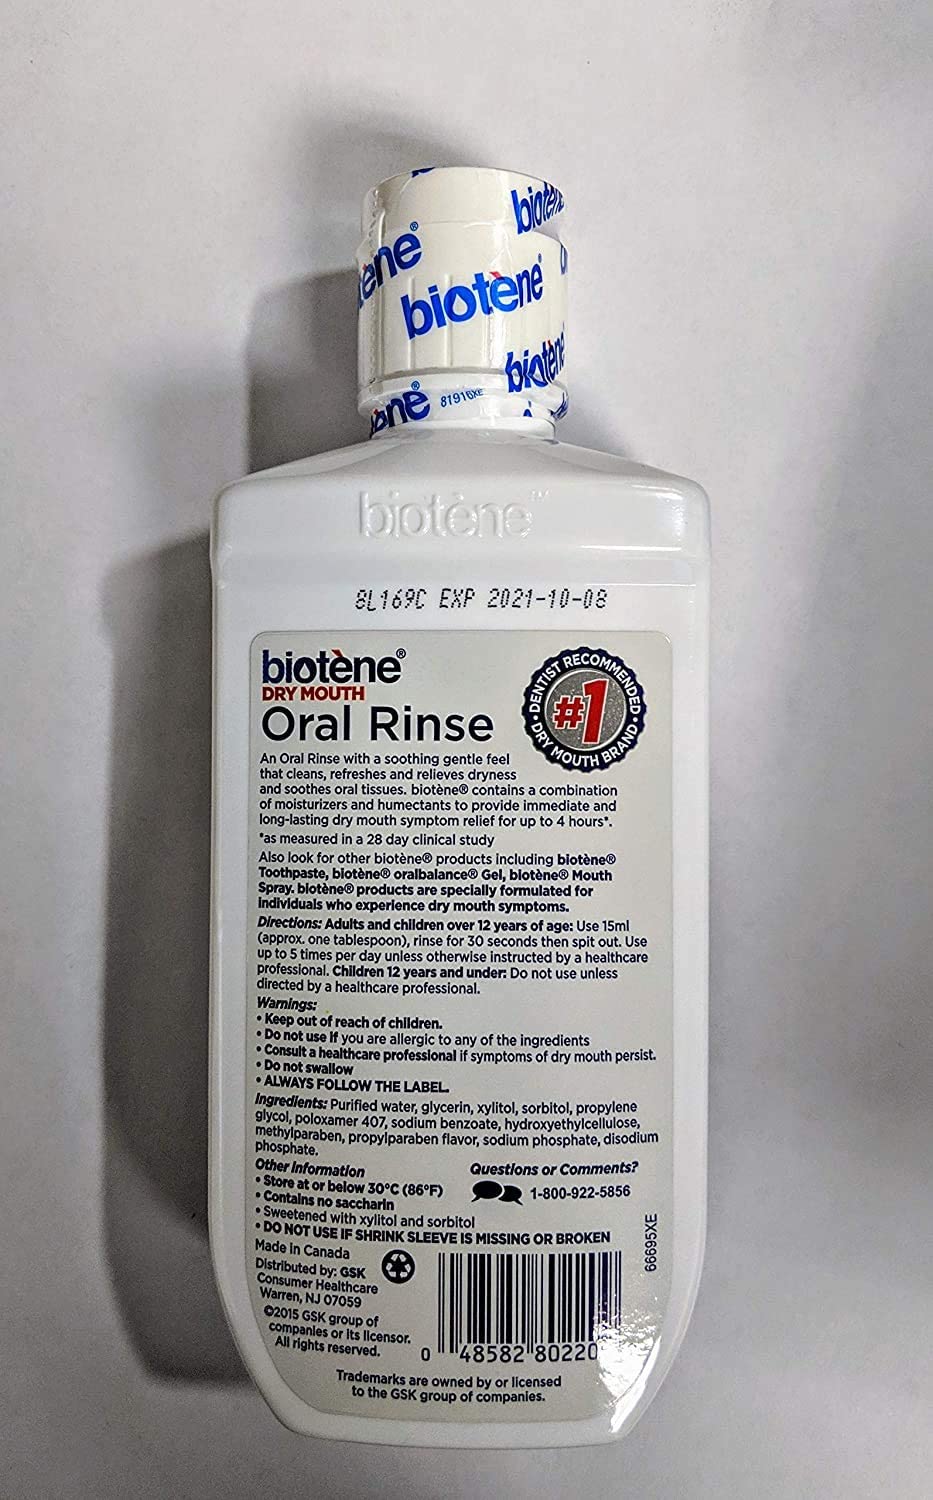 biotène®
tène®
biotène®
biotène
tène® 81916XE
biotène™
8L169C EXP 2021-10-08
biotène®
DRY MOUTH
Oral Rinse
DENTIST RECOMMENDED
#1
DRY MOUTH BRAND
An Oral Rinse with a soothing gentle feel
that cleans, refreshes and relieves dryness
and soothes oral tissues. biotène® contains a combination
of moisturizers and humectants to provide immediate and
long-lasting dry mouth symptom relief for up to 4 hours*.
*as measured in a 28 day clinical study
Also look for other biotène® products including biotène®
Toothpaste, biotène® oralbalance® Gel, biotène® Mouth
Spray. biotène® products are specially formulated for
individuals who experience dry mouth symptoms.
Directions: Adults and children over 12 years of age: Use 15ml
(approx. one tablespoon), rinse for 30 seconds then spit out. Use
up to 5 times per day unless otherwise instructed by a healthcare
professional. Children 12 years and under: Do not use unless
directed by a healthcare professional.
Warnings:
• Keep out of reach of children.
• Do not use if you are allergic to any of the ingredients
• Consult a healthcare professional if symptoms of dry mouth persist.
• Do not swallow
• ALWAYS FOLLOW THE LABEL.
Ingredients: Purified water, glycerin, xylitol, sorbitol, propylene
glycol, poloxamer 407, sodium benzoate, hydroxyethylcellulose,
methylparaben, propylparaben flavor, sodium phosphate, disodium
phosphate.
Other Information
• Store at or below 30°C (86°F)
• Contains no saccharin
• Sweetened with xylitol and sorbitol
• DO NOT USE IF SHRINK SLEEVE IS MISSING OR BROKEN
Questions or Comments?
1-800-922-5856
Made in Canada
Distributed by: GSK
Consumer Healthcare
Warren, NJ 07059
©2015 GSK group of
companies or its licensor.
All rights reserved.
0 48582 80220
66695XE
Trademarks are owned by or licensed
to the GSK group of companies.